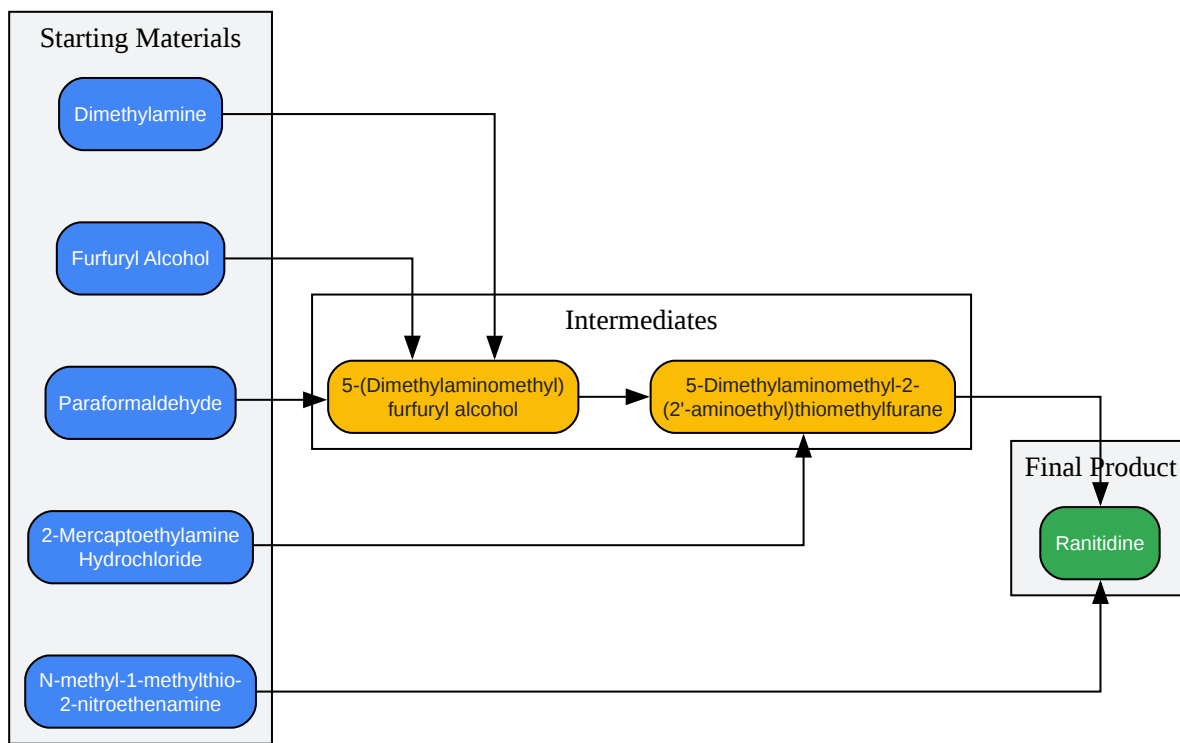 Starting Materials
Dimethylamine
Furfuryl Alcohol
Paraformaldehyde
2-Mercaptoethylamine
Hydrochloride
N-methyl-1-methylthio-
2-nitroethenamine
Intermediates
5-(Dimethylaminomethyl)
furfuryl alcohol
5-Dimethylaminomethyl-2-
(2'-aminoethyl)thiomethylfurane
Final Product
Ranitidine